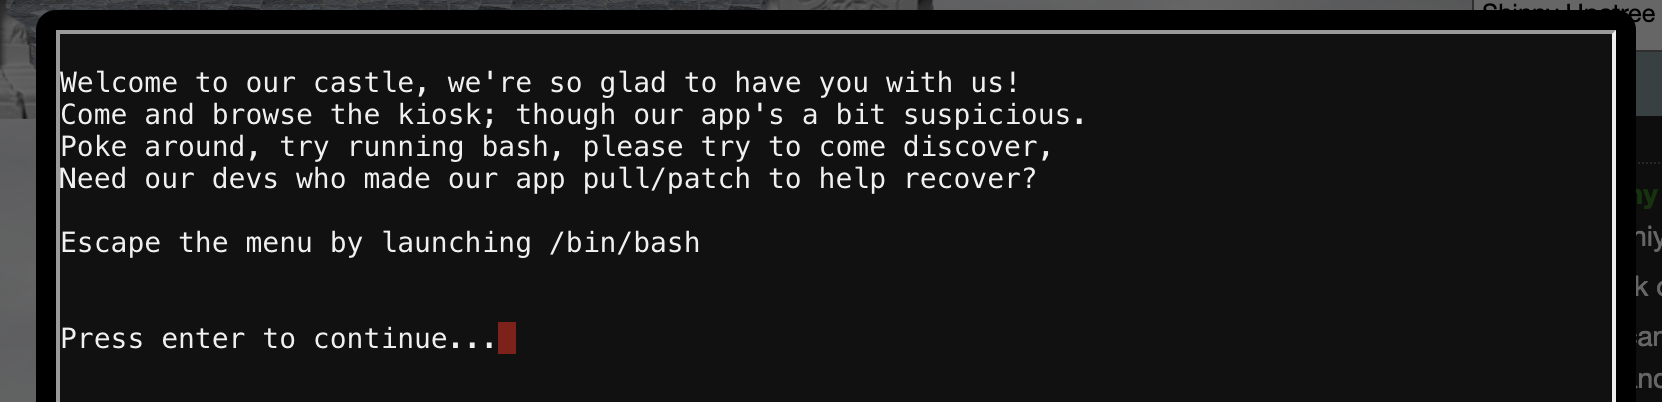 Welcome to our castle, we're so glad to have you with us!
Come and browse the kiosk; though our app's a bit suspicious.
Poke around, try running bash, please try to come discover,
Need our devs who made our app pull/patch to help recover?
Escape the menu by launching /bin/bash
Press enter to continue...